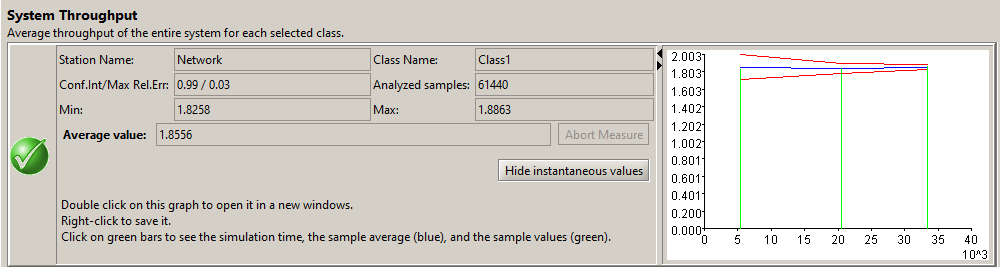 System Throughput
Average throughput of the entire system for each selected class.
Station Name: Network Class Name: Class1
Conf.Int/Max Rel.Err: 0.99 / 0.03 Analyzed samples: 61440
Min: 1.8258 Max: 1.8863
Average value: 1.8556 Abort Measure
Hide instantaneous values
Double click on this graph to open it in a new windows.
Right-click to save it.
Click on green bars to see the simulation time, the sample average (blue), and the sample values (green).
2.003
1.803
1.603
1.402
1.202
1.002
0.801
0.601
0.401
0.200
0.000
0 5 10 15 20 25 30 35 40
10^3